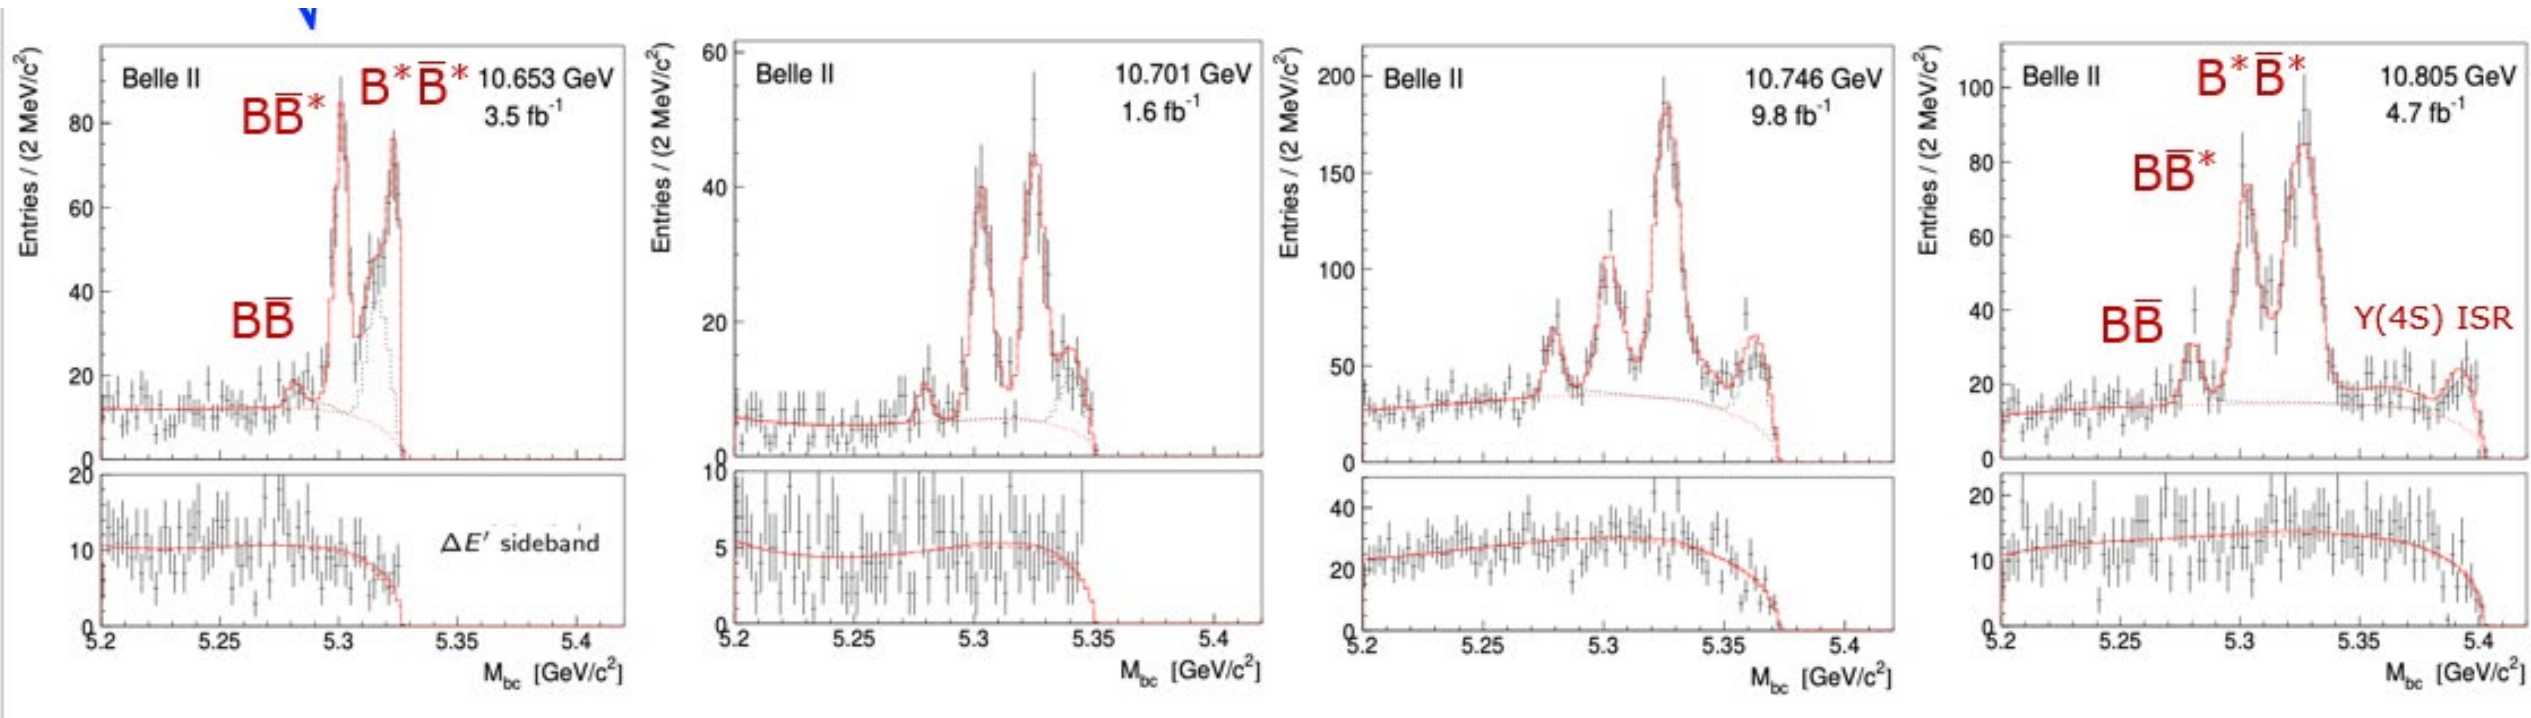 Entries / (2 MeV/c²)
Belle II
10.653 GeV
3.5 fb⁻¹
BB̅
BB̅*
B*B̅*
80
60
40
20
0
20
10
0
ΔE′ sideband
5.2 5.25 5.3 5.35 5.4
M_bc [GeV/c²]
Entries / (2 MeV/c²)
Belle II
10.701 GeV
1.6 fb⁻¹
60
40
20
0
10
5
0
5.2 5.25 5.3 5.35 5.4
M_bc [GeV/c²]
Entries / (2 MeV/c²)
Belle II
10.746 GeV
9.8 fb⁻¹
200
150
100
50
0
40
20
0
5.2 5.25 5.3 5.35 5.4
M_bc [GeV/c²]
Entries / (2 MeV/c²)
Belle II
10.805 GeV
4.7 fb⁻¹
B*B̅*
BB̅*
BB̅
Y(4S) ISR
100
80
60
40
20
0
20
10
0
5.2 5.25 5.3 5.35 5.4
M_bc [GeV/c²]